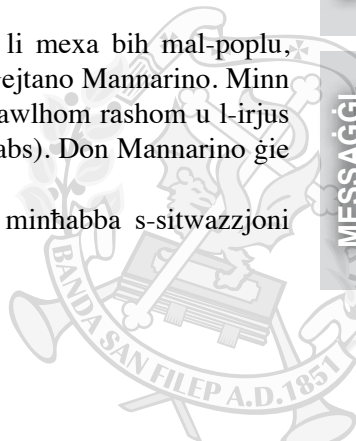 li mexa bih mal-poplu,
ejtano Mannarino. Minn
awlhom rashom u l-irjus
abs). Don Mannarino ġie
minħabba s-sitwazzjoni
MESSAĠĠI
BANDA SAN FILEP A.D. 1851